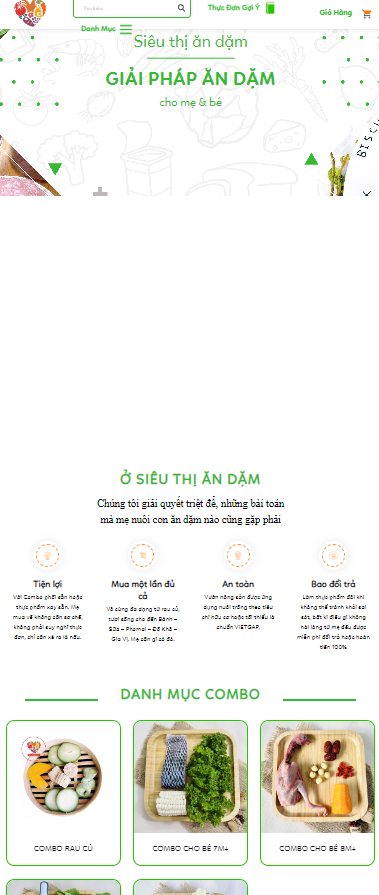 Tìm kiếm
Thực Đơn Gợi Ý
Giỏ Hàng
Danh Mục
Siêu thị ăn dặm
GIẢI PHÁP ĂN DẶM
cho mẹ & bé
BISCU
Ở SIÊU THỊ ĂN DẶM
Chúng tôi giải quyết triệt để, những bài toán
mà mẹ nuôi con ăn dặm nào cũng gặp phải
Tiện lợi
Với Combo phối sẵn hoặc
thực phẩm xay sẵn. Mẹ
mua về không cần sơ chế,
không phải suy nghĩ thực
đơn, chỉ cần xả ra là nấu.
Mua một lần đủ
cả
Vô cùng đa dạng từ rau củ,
tươi sống cho đến Bánh –
Sữa – Phomai – Đồ Khô –
Gia Vị. Mẹ cần gì có đó.
An toàn
Vườn nông sản được ứng
dụng nuôi trồng theo tiêu
chí hữu cơ hoặc tối thiểu là
chuẩn VIETGAP.
Bao đổi trả
Làm thực phẩm đôi khi
không thể tránh khỏi sai
sót, bất kì điều gì không
hài lòng từ mẹ đều được
miễn phí đổi trả hoặc hoàn
tiền 100%
DANH MỤC COMBO
COMBO RAU CỦ
COMBO CHO BÉ 7M+
COMBO CHO BÉ 8M+